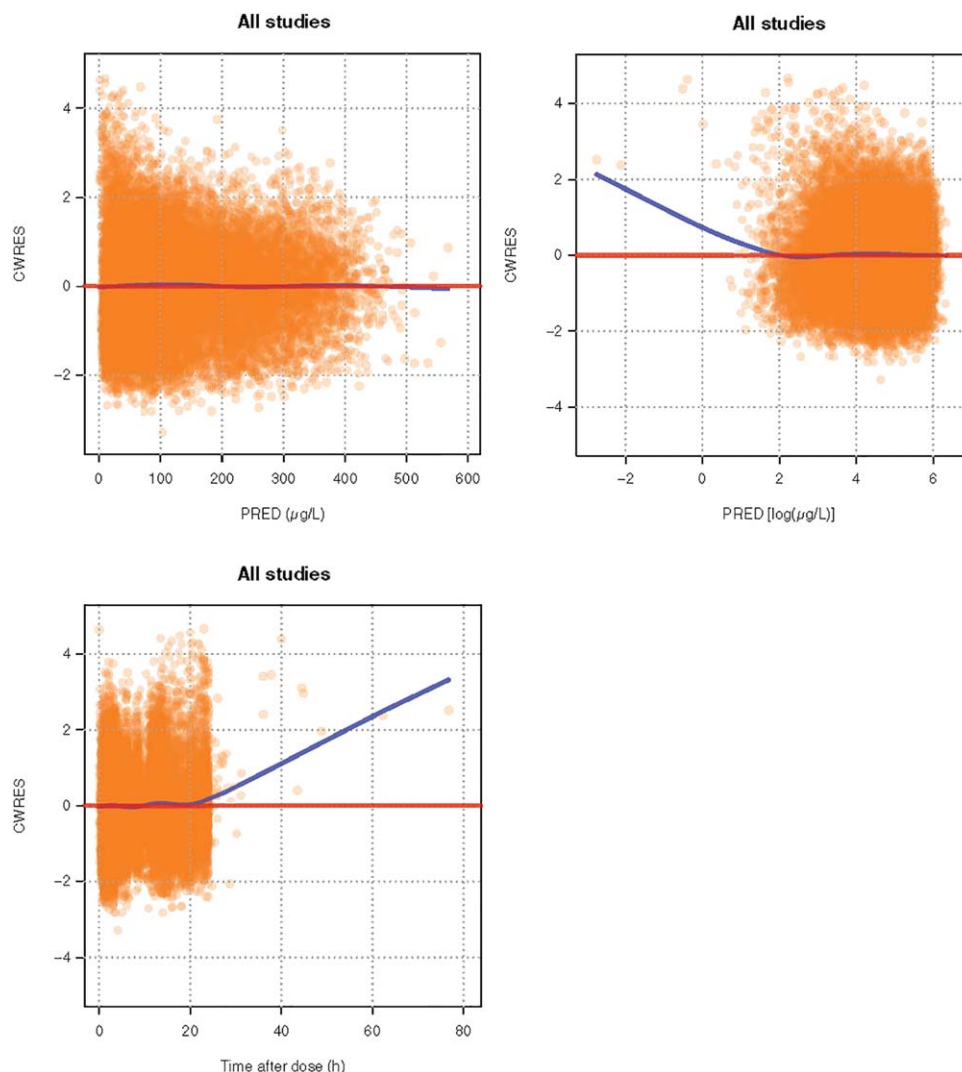 All studies
4
2
0
−2
CWRES
0 100 200 300 400 500 600
PRED (µg/L)
All studies
4
2
0
−2
−4
CWRES
−2 0 2 4 6
PRED [log(µg/L)]
All studies
4
2
0
−2
−4
CWRES
0 20 40 60 80
Time after dose (h)